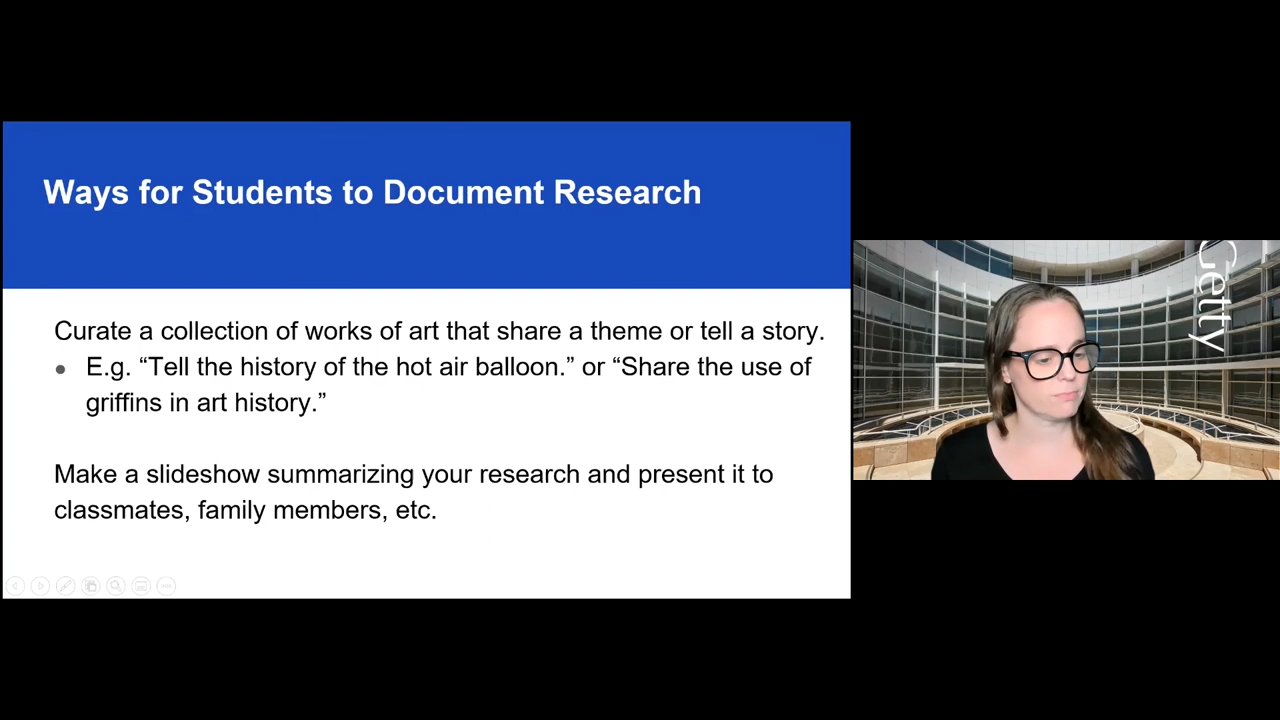 Ways for Students to Document Research
Curate a collection of works of art that share a theme or tell a story.
● E.g. “Tell the history of the hot air balloon.” or “Share the use of
griffins in art history.”
Make a slideshow summarizing your research and present it to
classmates, family members, etc.
Getty